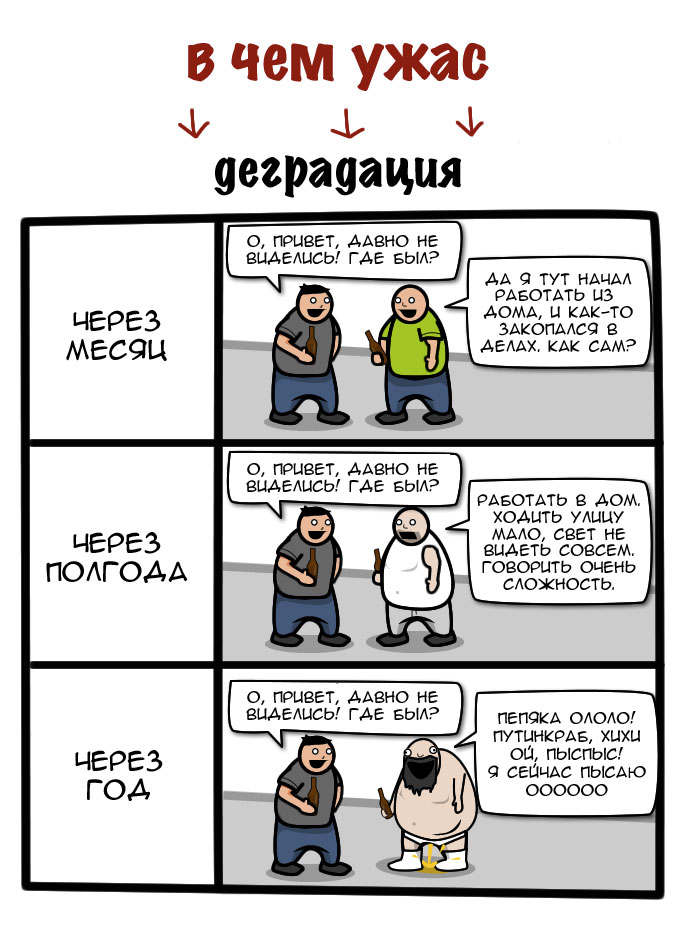 в чем ужас
деградация
ЧЕРЕЗ
МЕСЯЦ
О, ПРИВЕТ, ДАВНО НЕ
ВИДЕЛИСЬ! ГДЕ БЫЛ?
ДА Я ТУТ НАЧАЛ
РАБОТАТЬ ИЗ
ДОМА, И КАК-ТО
ЗАКОПАЛСЯ В
ДЕЛАХ. КАК САМ?
ЧЕРЕЗ
ПОЛГОДА
О, ПРИВЕТ, ДАВНО НЕ
ВИДЕЛИСЬ! ГДЕ БЫЛ?
РАБОТАТЬ В ДОМ.
ХОДИТЬ УЛИЦУ
МАЛО, СВЕТ НЕ
ВИДЕТЬ СОВСЕМ.
ГОВОРИТЬ ОЧЕНЬ
СЛОЖНОСТЬ.
ЧЕРЕЗ
ГОД
О, ПРИВЕТ, ДАВНО НЕ
ВИДЕЛИСЬ! ГДЕ БЫЛ?
ПЕПЯКА ОЛОЛО!
ПУТИНКРАБ, ХИХИ
ОЙ, ПЫСПЫС!
Я СЕЙЧАС ПЫСАЮ
ОООООО